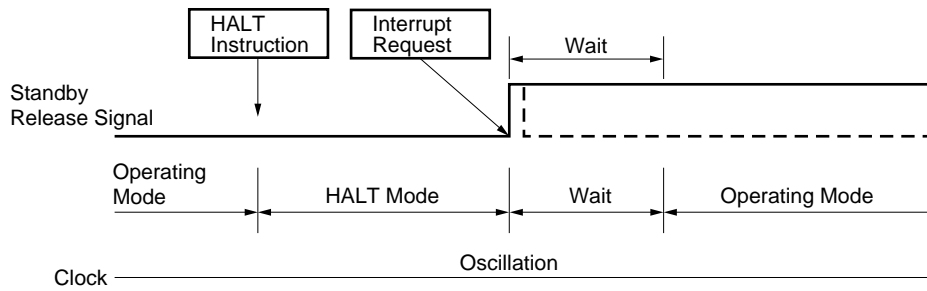 HALT
Instruction
Interrupt
Request
Wait
Standby
Release Signal
Operating
Mode
HALT Mode
Wait
Operating Mode
Clock
Oscillation